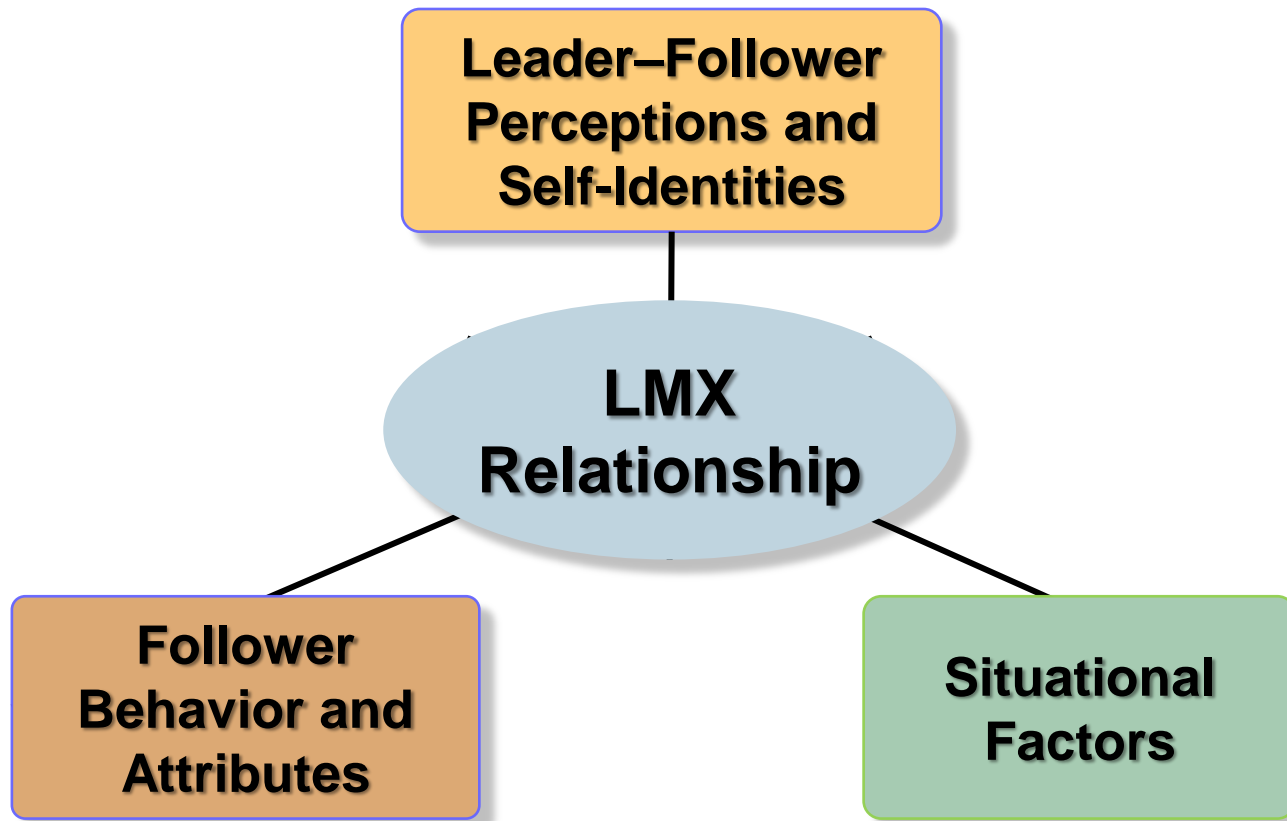 Leader–Follower
Perceptions and
Self-Identities
LMX
Relationship
Follower
Behavior and
Attributes
Situational
Factors